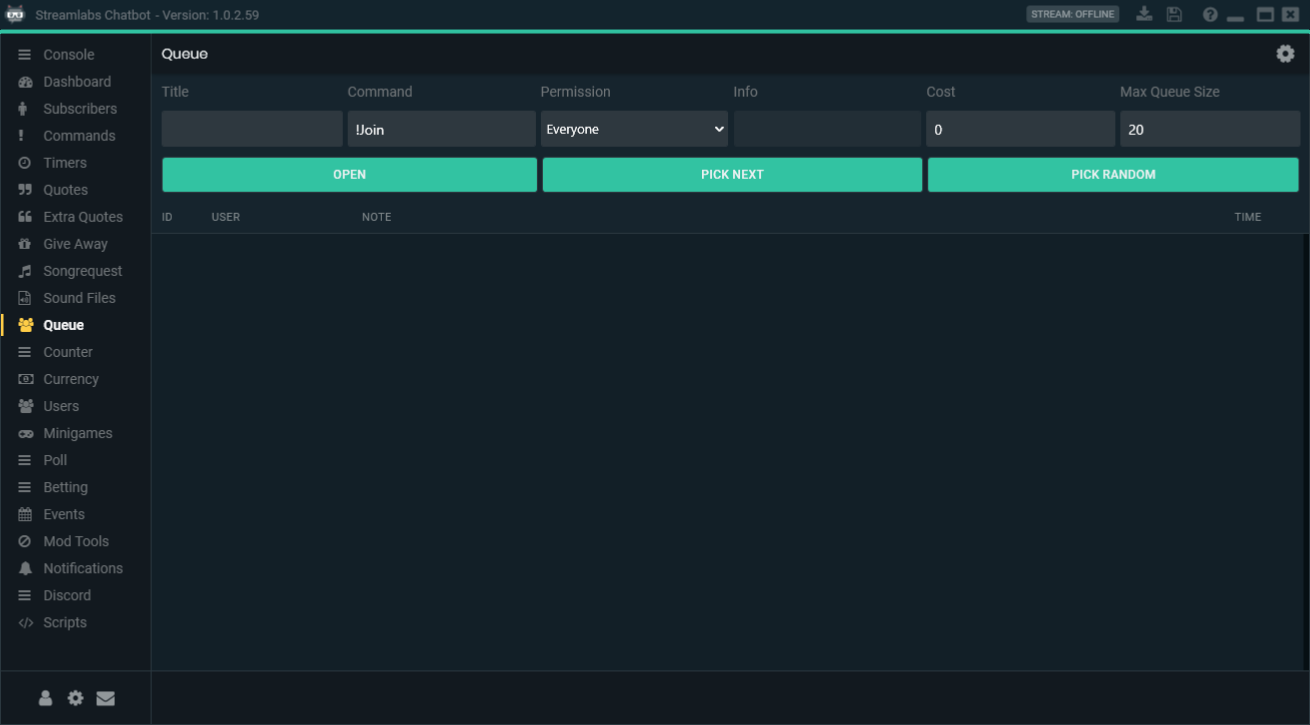 Streamlabs Chatbot - Version: 1.0.2.59
STREAM: OFFLINE
Console
Dashboard
Subscribers
Commands
Timers
Quotes
Extra Quotes
Give Away
Songrequest
Sound Files
Queue
Counter
Currency
Users
Minigames
Poll
Betting
Events
Mod Tools
Notifications
Discord
Scripts
Queue
Title Command Permission Info Cost Max Queue Size
!Join Everyone 0 20
OPEN PICK NEXT PICK RANDOM
ID USER NOTE TIME